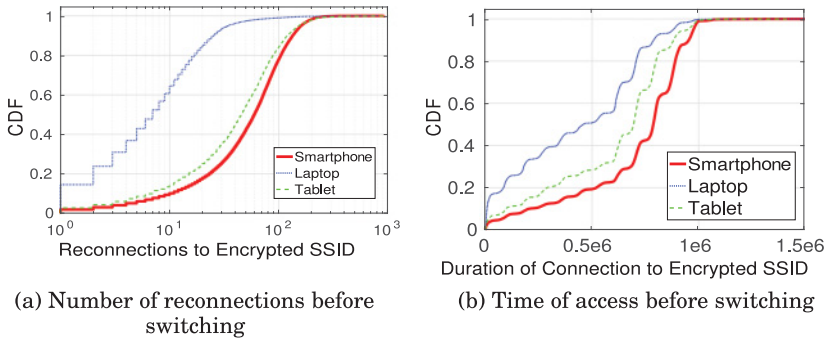 1
0.8
0.6
0.4
0.2
0
CDF
10^0
10^1
10^2
10^3
Reconnections to Encrypted SSID
Smartphone
Laptop
Tablet
(a) Number of reconnections before
switching
1
0.8
0.6
0.4
0.2
0
CDF
0
0.5e6
1e6
1.5e6
Duration of Connection to Encrypted SSID
Smartphone
Laptop
Tablet
(b) Time of access before switching